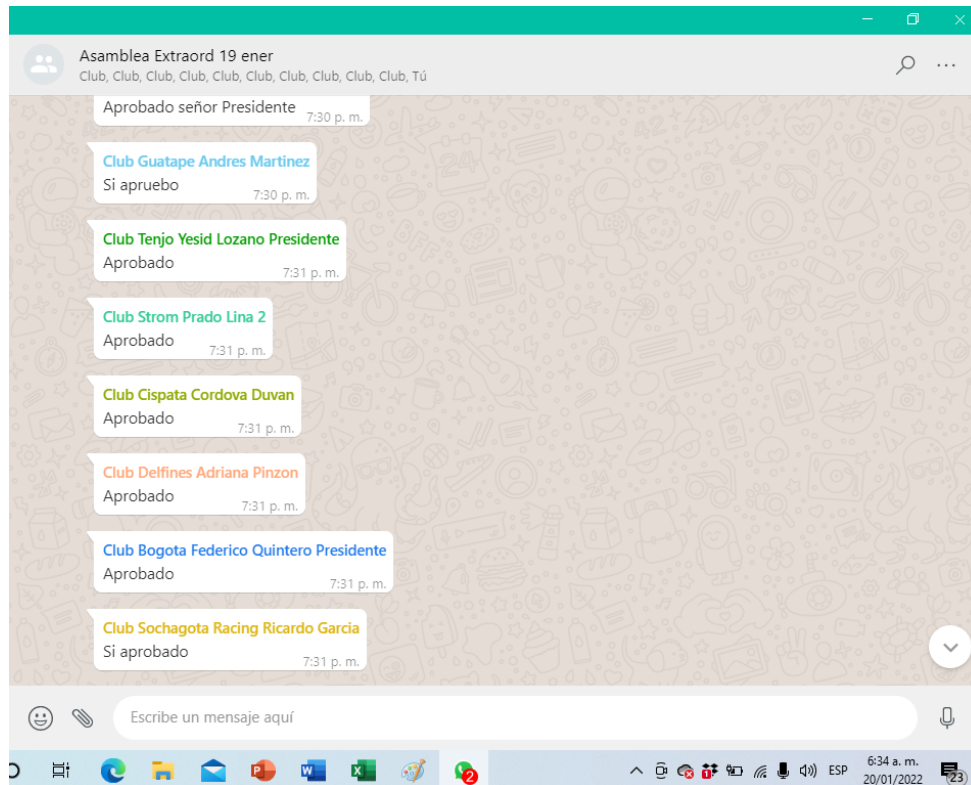 Asamblea Extraord 19 ener
Club, Club, Club, Club, Club, Club, Club, Club, Club, Club, Tú
Aprobado señor Presidente
7:30 p. m.
Club Guatape Andres Martinez
Si apruebo
7:30 p. m.
Club Tenjo Yesid Lozano Presidente
Aprobado
7:31 p. m.
Club Strom Prado Lina 2
Aprobado
7:31 p. m.
Club Cispata Cordova Duvan
Aprobado
7:31 p. m.
Club Delfines Adriana Pinzon
Aprobado
7:31 p. m.
Club Bogota Federico Quintero Presidente
Aprobado
7:31 p. m.
Club Sochagota Racing Ricardo Garcia
Si aprobado
7:31 p. m.
Escribe un mensaje aquí
2
ESP
6:34 a. m.
20/01/2022
23